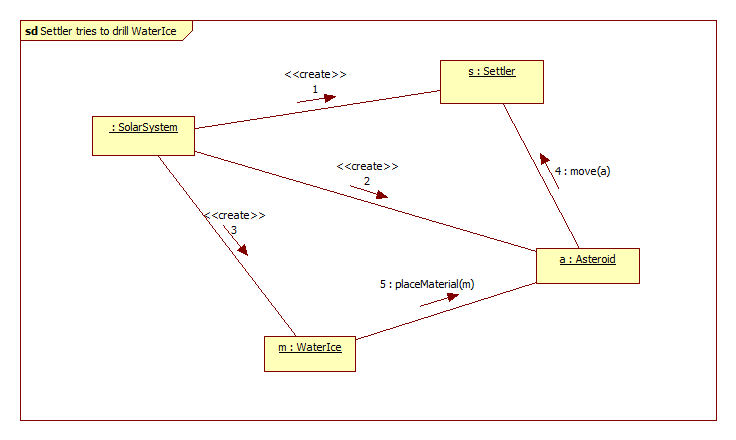 sd Settler tries to drill WaterIce
<<create>>
1
s : Settler
: SolarSystem
<<create>>
2
4 : move(a)
<<create>>
3
a : Asteroid
5 : placeMaterial(m)
m : WaterIce